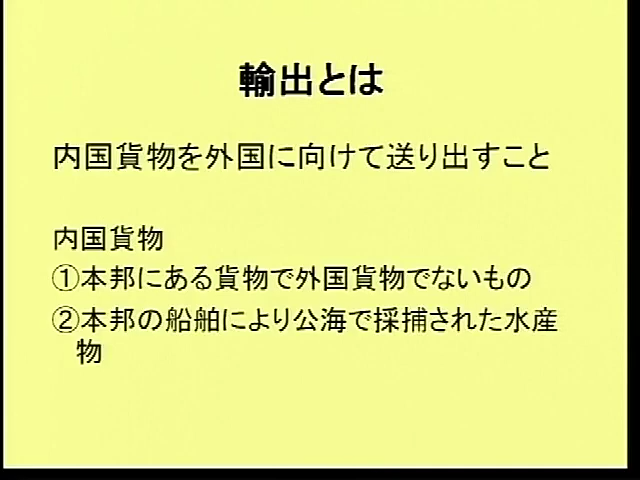 輸出とは
内国貨物を外国に向けて送り出すこと
内国貨物
①本邦にある貨物で外国貨物でないもの
②本邦の船舶により公海で採捕された水産
物